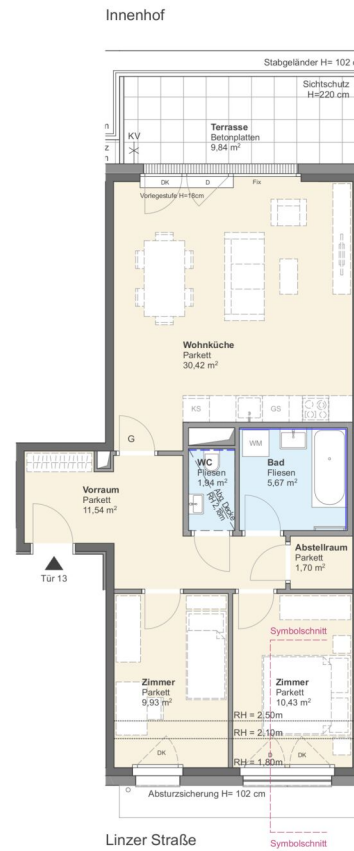 Innenhof
Stabgeländer H= 102 c
Sichtschutz
H=220 cm
Terrasse
Betonplatten
9,84 m²
KV
DK
D
Fix
Vorlegestufe H=16cm
Wohnküche
Parkett
30,42 m²
KS
GS
G
WM
WC
Fliesen
1,94 m²
Abg. Decke
Bad
Fliesen
5,67 m²
Vorraum
Parkett
11,54 m²
Tür 13
Abstellraum
Parkett
1,70 m²
Symbolschnitt
Zimmer
Parkett
9,93 m²
Zimmer
Parkett
10,43 m²
RH = 2,50m
RH = 2,10m
RH = 1,80m
DK
D
DK
Absturzsicherung H= 102 cm
Linzer Straße
Symbolschnitt